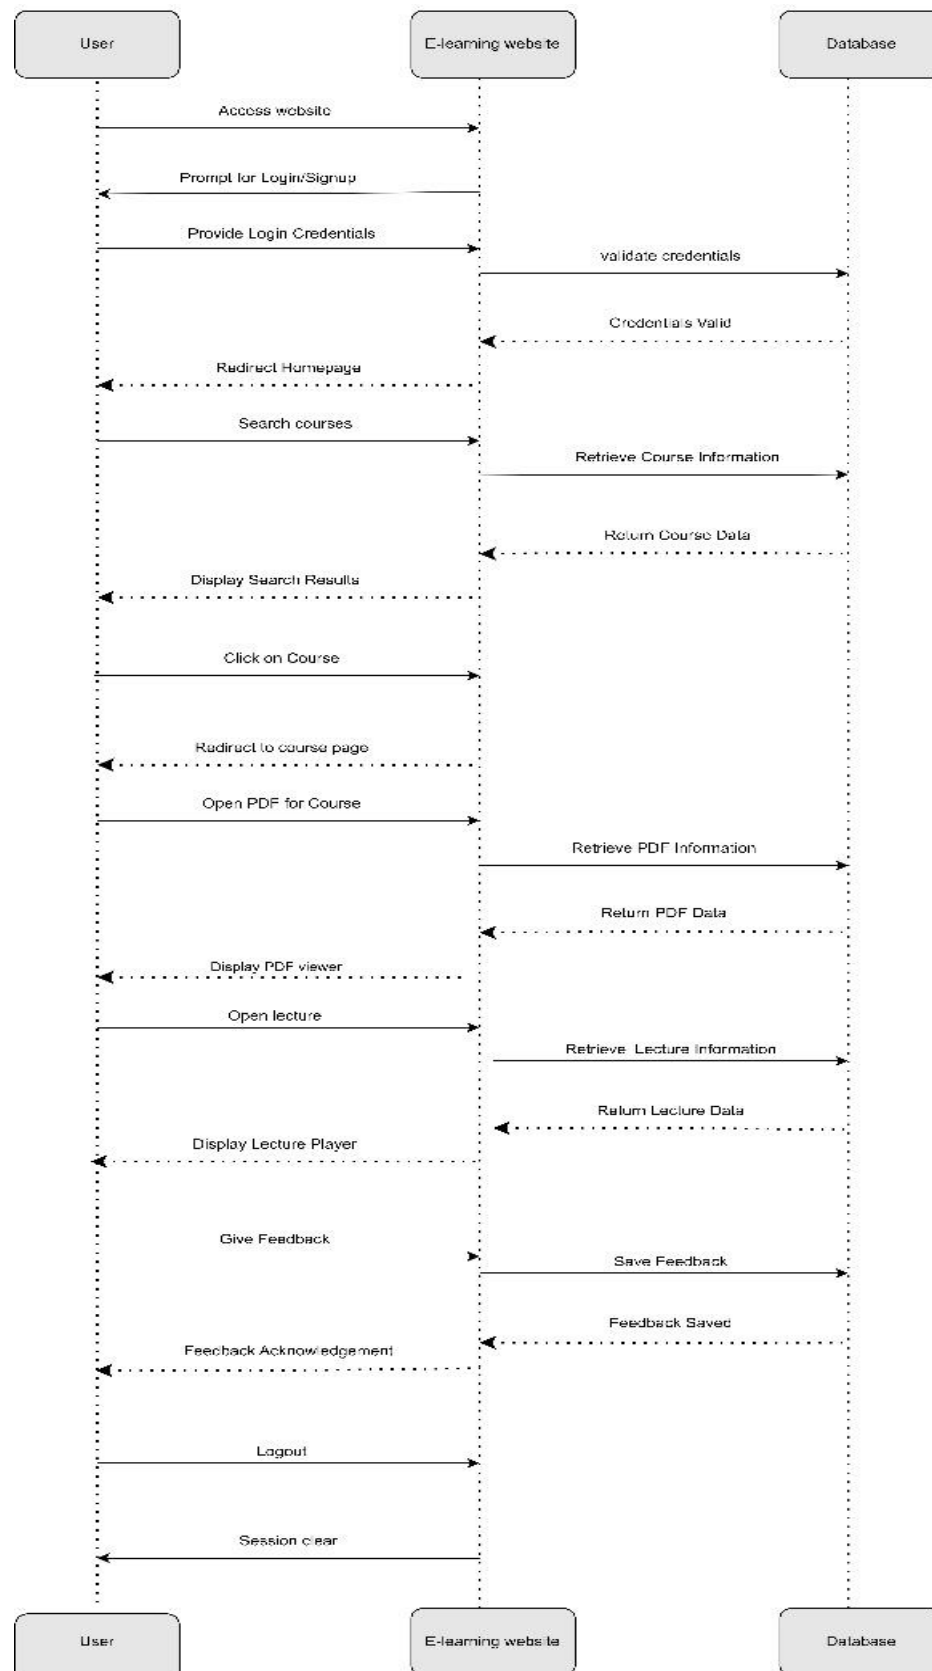 User
E-learning website
Database
Access website
Prompt for Login/Signup
Provide Login Credentials
validate credentials
Credentials Valid
Redirect Homepage
Search courses
Retrieve Course Information
Return Course Data
Display Search Results
Click on Course
Redirect to course page
Open PDF for Course
Retrieve PDF Information
Return PDF Data
Display PDF viewer
Open lecture
Retrieve Lecture Information
Return Lecture Data
Display Lecture Player
Give Feedback
Save Feedback
Feedback Saved
Feedback Acknowledgement
Logout
Session clear
User
E-learning website
Database